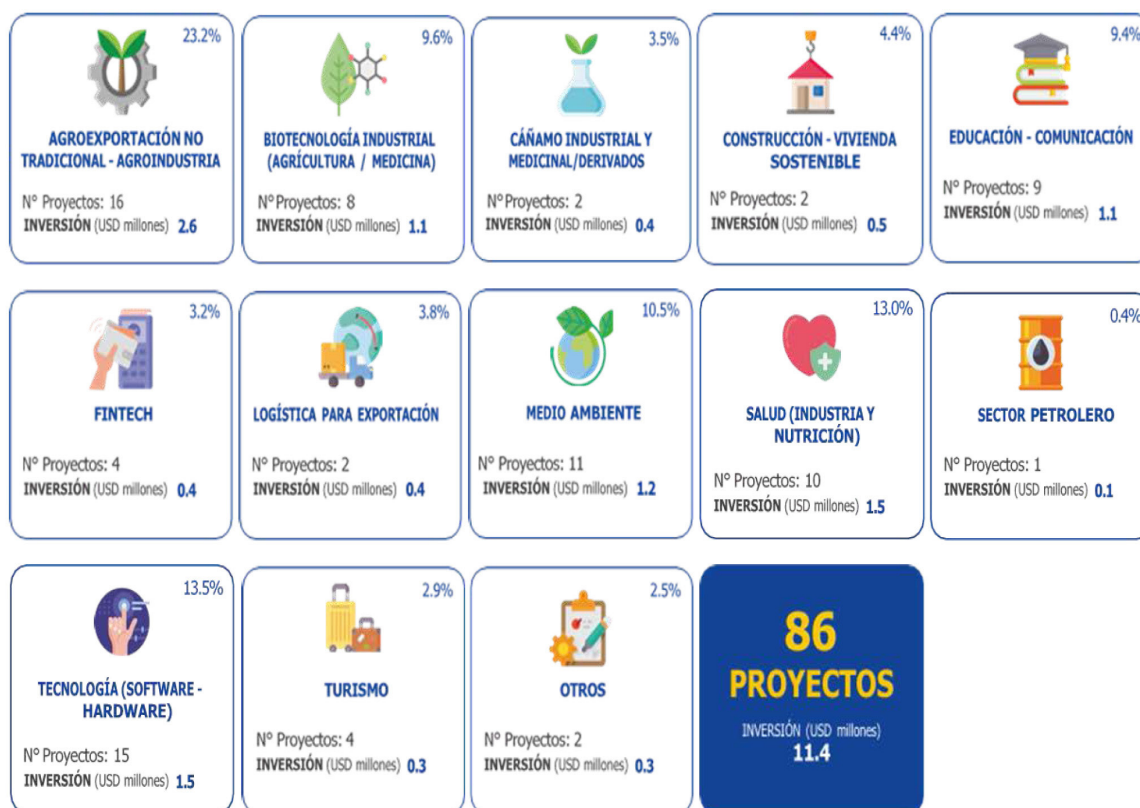 23.2%
AGROEXPORTACIÓN NO
TRADICIONAL - AGROINDUSTRIA
N° Proyectos: 16
INVERSIÓN (USD millones) 2.6
9.6%
BIOTECNOLOGÍA INDUSTRIAL
(AGRÍCULTURA / MEDICINA)
N° Proyectos: 8
INVERSIÓN (USD millones) 1.1
3.5%
CÁÑAMO INDUSTRIAL Y
MEDICINAL/DERIVADOS
N° Proyectos: 2
INVERSIÓN (USD millones) 0.4
4.4%
CONSTRUCCIÓN - VIVIENDA
SOSTENIBLE
N° Proyectos: 2
INVERSIÓN (USD millones) 0.5
9.4%
EDUCACIÓN - COMUNICACIÓN
N° Proyectos: 9
INVERSIÓN (USD millones) 1.1
3.2%
FINTECH
N° Proyectos: 4
INVERSIÓN (USD millones) 0.4
3.8%
LOGÍSTICA PARA EXPORTACIÓN
N° Proyectos: 2
INVERSIÓN (USD millones) 0.4
10.5%
MEDIO AMBIENTE
N° Proyectos: 11
INVERSIÓN (USD millones) 1.2
13.0%
SALUD (INDUSTRIA Y
NUTRICIÓN)
N° Proyectos: 10
INVERSIÓN (USD millones) 1.5
0.4%
SECTOR PETROLERO
N° Proyectos: 1
INVERSIÓN (USD millones) 0.1
13.5%
TECNOLOGÍA (SOFTWARE -
HARDWARE)
N° Proyectos: 15
INVERSIÓN (USD millones) 1.5
2.9%
TURISMO
N° Proyectos: 4
INVERSIÓN (USD millones) 0.3
2.5%
OTROS
N° Proyectos: 2
INVERSIÓN (USD millones) 0.3
86
PROYECTOS
INVERSIÓN (USD millones)
11.4